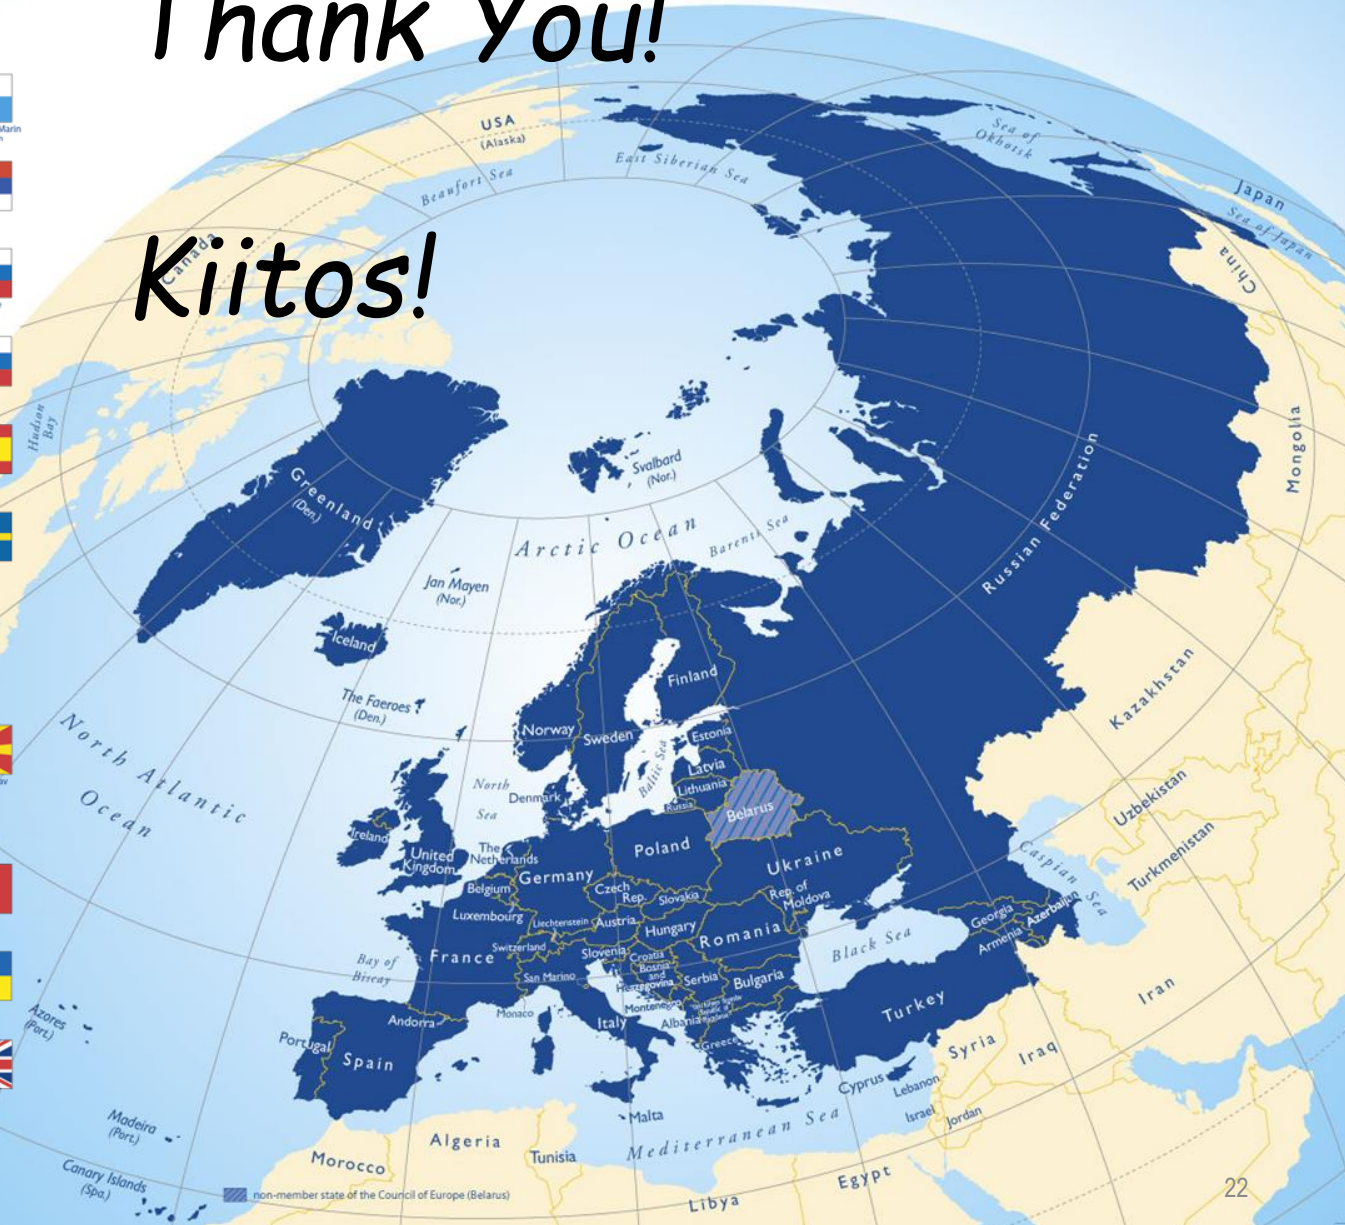 Thank You!
Kiitos!
Marin
USA
(Alaska)
Beaufort Sea
East Siberian Sea
Sea of
Okhotsk
Japan
Sea of Japan
China
Canada
Hudson
Bay
Mongolia
Greenland
(Den.)
Svalbard
(Nor.)
Arctic Ocean
Barents Sea
Russian Federation
Jan Mayen
(Nor.)
Iceland
The Faeroes
(Den.)
Finland
Kazakhstan
North Atlantic
Ocean
Norway
Sweden
Baltic Sea
Estonia
Latvia
Lithuania
Russia
Belarus
North
Sea
Denmark
Uzbekistan
Turkmenistan
Caspian Sea
Ireland
United
Kingdom
The
Netherlands
Belgium
Germany
Poland
Ukraine
Czech
Rep.
Slovakia
Rep. of
Moldova
Luxembourg
Liechtenstein
Austria
Hungary
Romania
Georgia
Azerbaijan
Armenia
Black Sea
Bay of
Biscay
France
Switzerland
Slovenia
Croatia
Bosnia
and
Herzegovina
Serbia
Bulgaria
San Marino
Monaco
Montenegro
Italy
Albania
Greece
Turkey
Iran
Azores
(Port.)
Andorra
Portugal
Spain
Syria
Iraq
Cyprus
Lebanon
Israel
Jordan
Malta
Mediterranean Sea
Madeira
(Port.)
Algeria
Tunisia
Morocco
Canary Islands
(Spa.)
Libya
Egypt
non-member state of the Council of Europe (Belarus)
22